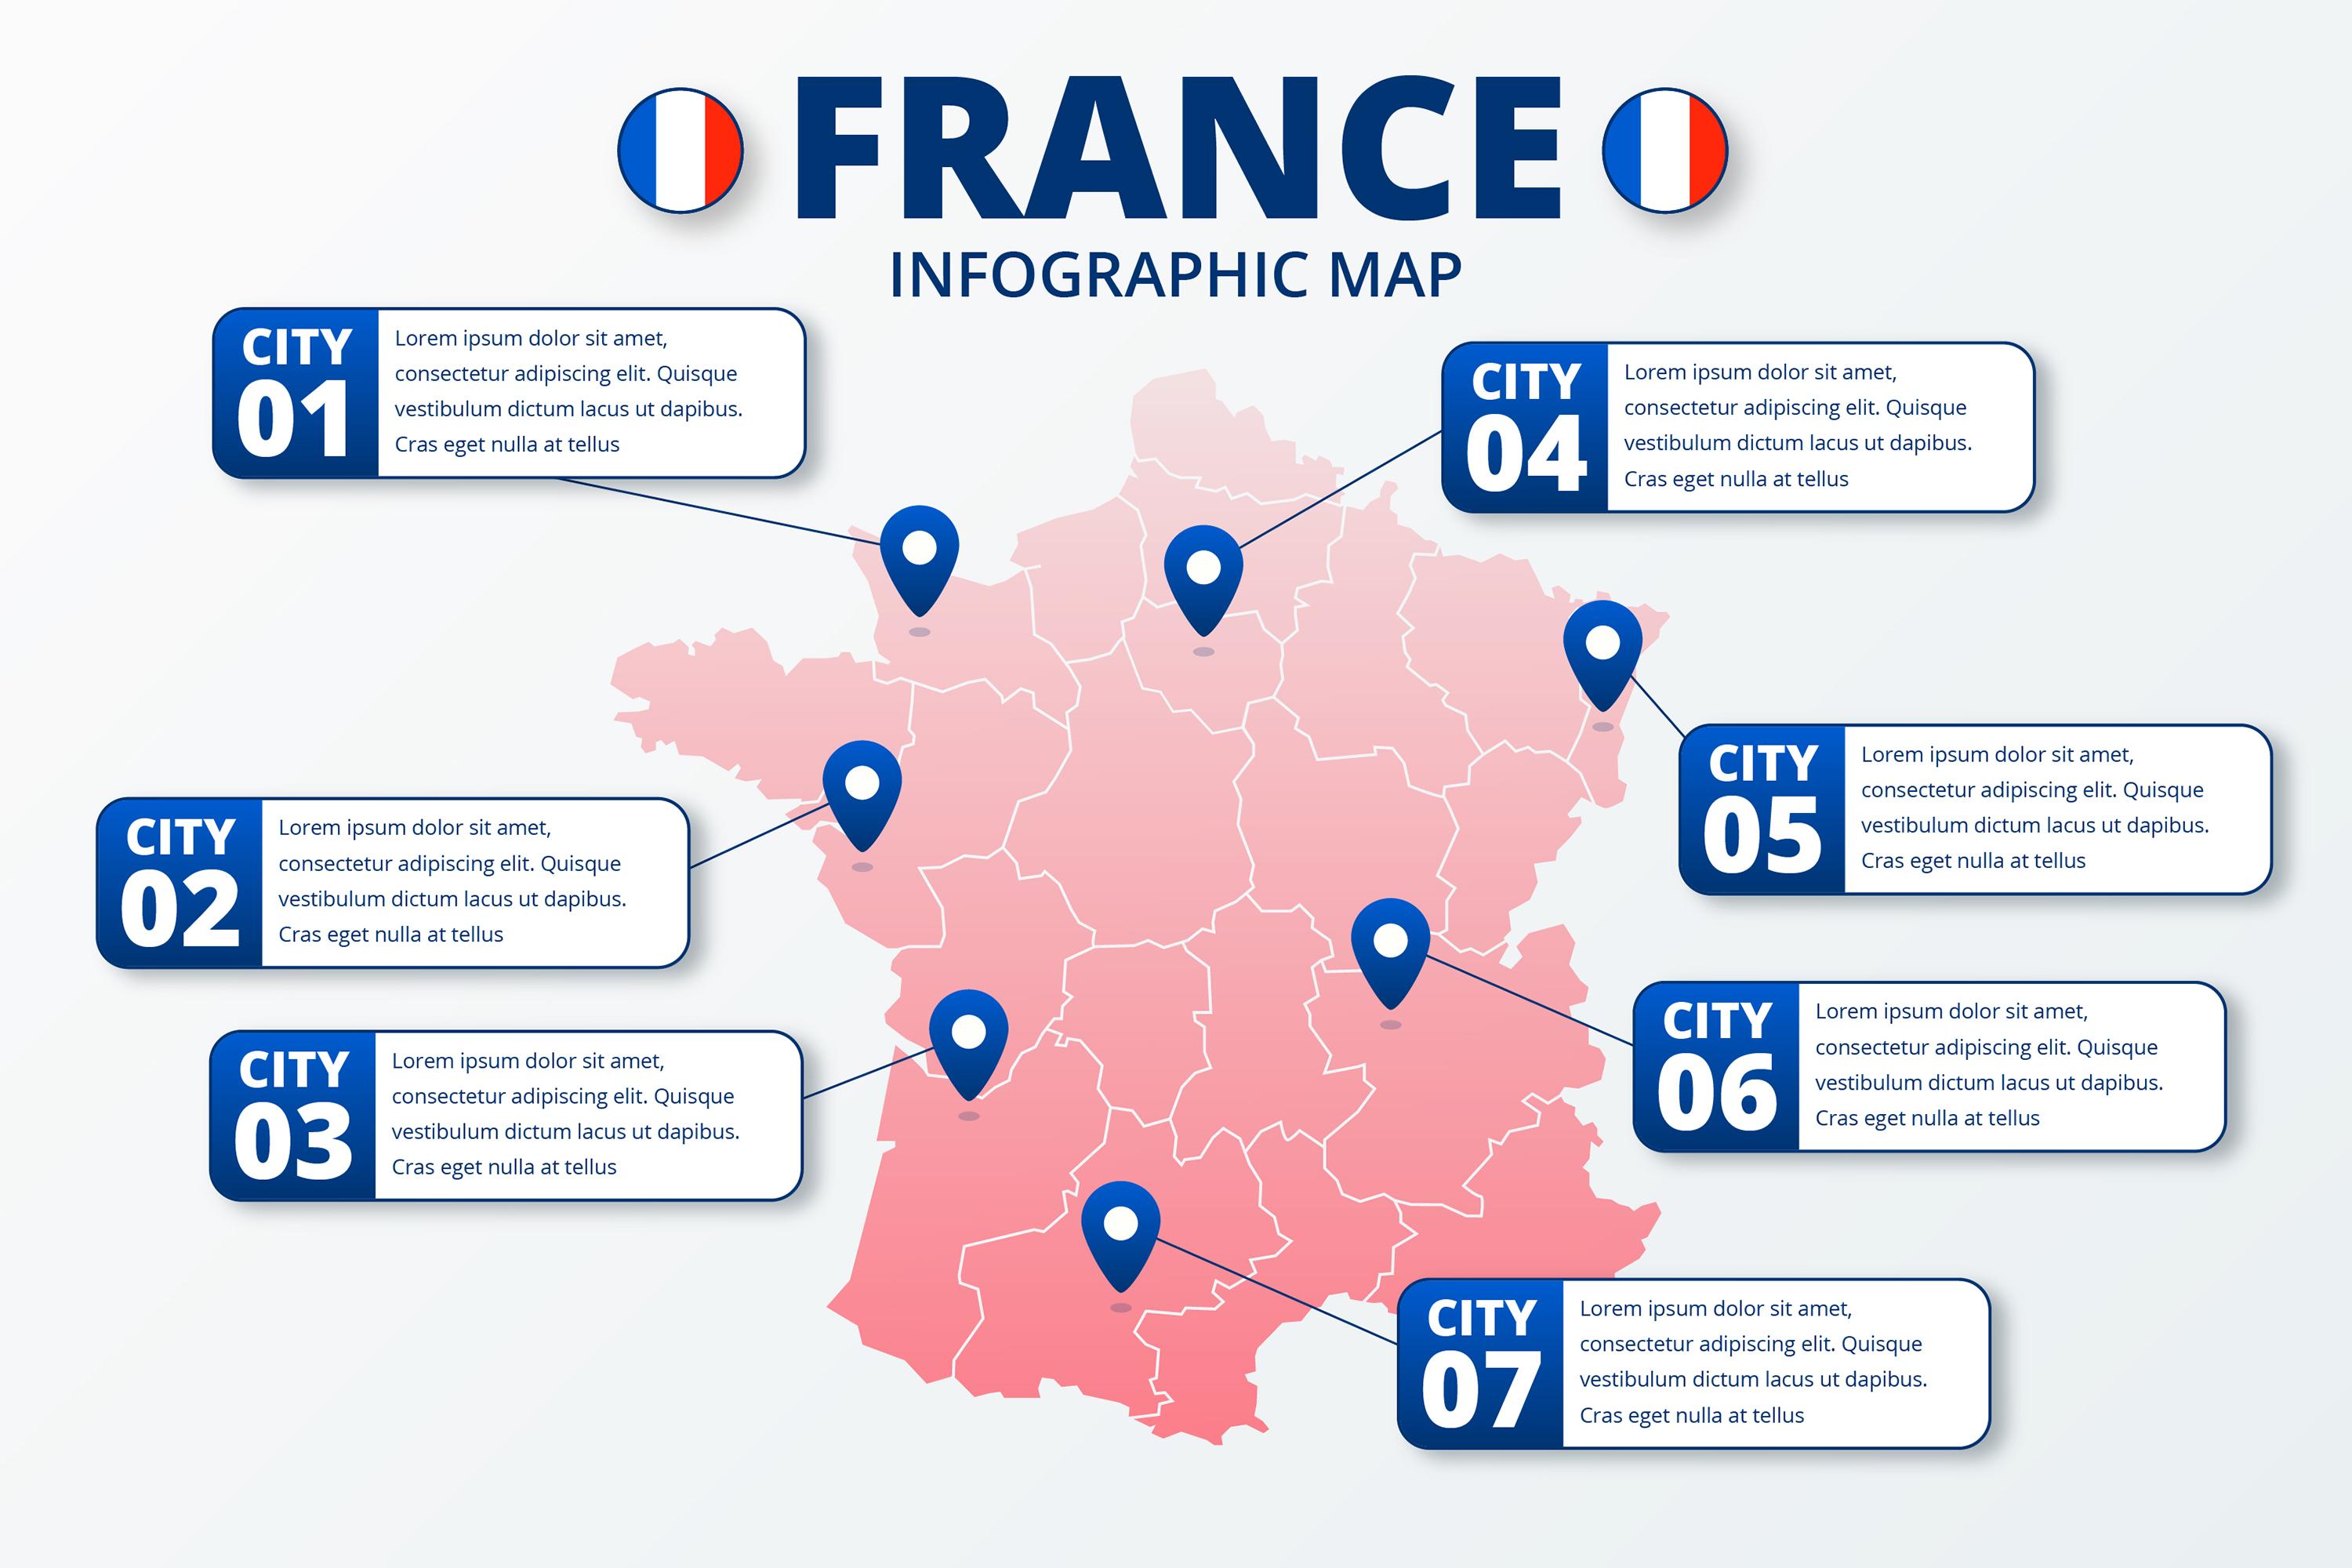 FRANCE
INFOGRAPHIC MAP
CITY
01
Lorem ipsum dolor sit amet,
consectetur adipiscing elit. Quisque
vestibulum dictum lacus ut dapibus.
Cras eget nulla at tellus
CITY
02
Lorem ipsum dolor sit amet,
consectetur adipiscing elit. Quisque
vestibulum dictum lacus ut dapibus.
Cras eget nulla at tellus
CITY
03
Lorem ipsum dolor sit amet,
consectetur adipiscing elit. Quisque
vestibulum dictum lacus ut dapibus.
Cras eget nulla at tellus
CITY
04
Lorem ipsum dolor sit amet,
consectetur adipiscing elit. Quisque
vestibulum dictum lacus ut dapibus.
Cras eget nulla at tellus
CITY
05
Lorem ipsum dolor sit amet,
consectetur adipiscing elit. Quisque
vestibulum dictum lacus ut dapibus.
Cras eget nulla at tellus
CITY
06
Lorem ipsum dolor sit amet,
consectetur adipiscing elit. Quisque
vestibulum dictum lacus ut dapibus.
Cras eget nulla at tellus
CITY
07
Lorem ipsum dolor sit amet,
consectetur adipiscing elit. Quisque
vestibulum dictum lacus ut dapibus.
Cras eget nulla at tellus